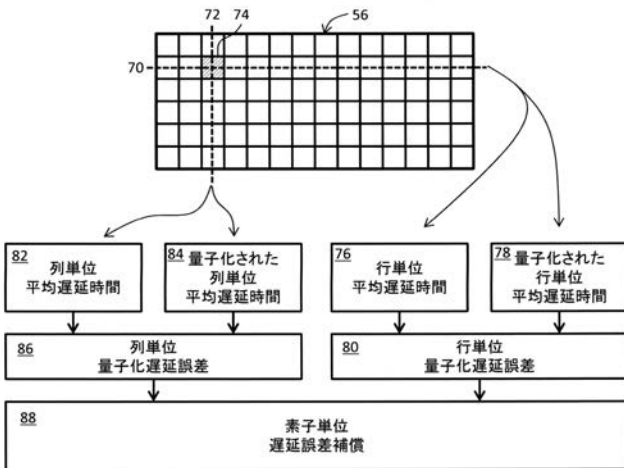 72
74
56
70
82
列単位
平均遅延時間
84
量子化された
列単位
平均遅延時間
76
行単位
平均遅延時間
78
量子化された
行単位
平均遅延時間
86
列単位
量子化遅延誤差
80
行単位
量子化遅延誤差
88
素子単位
遅延誤差補償